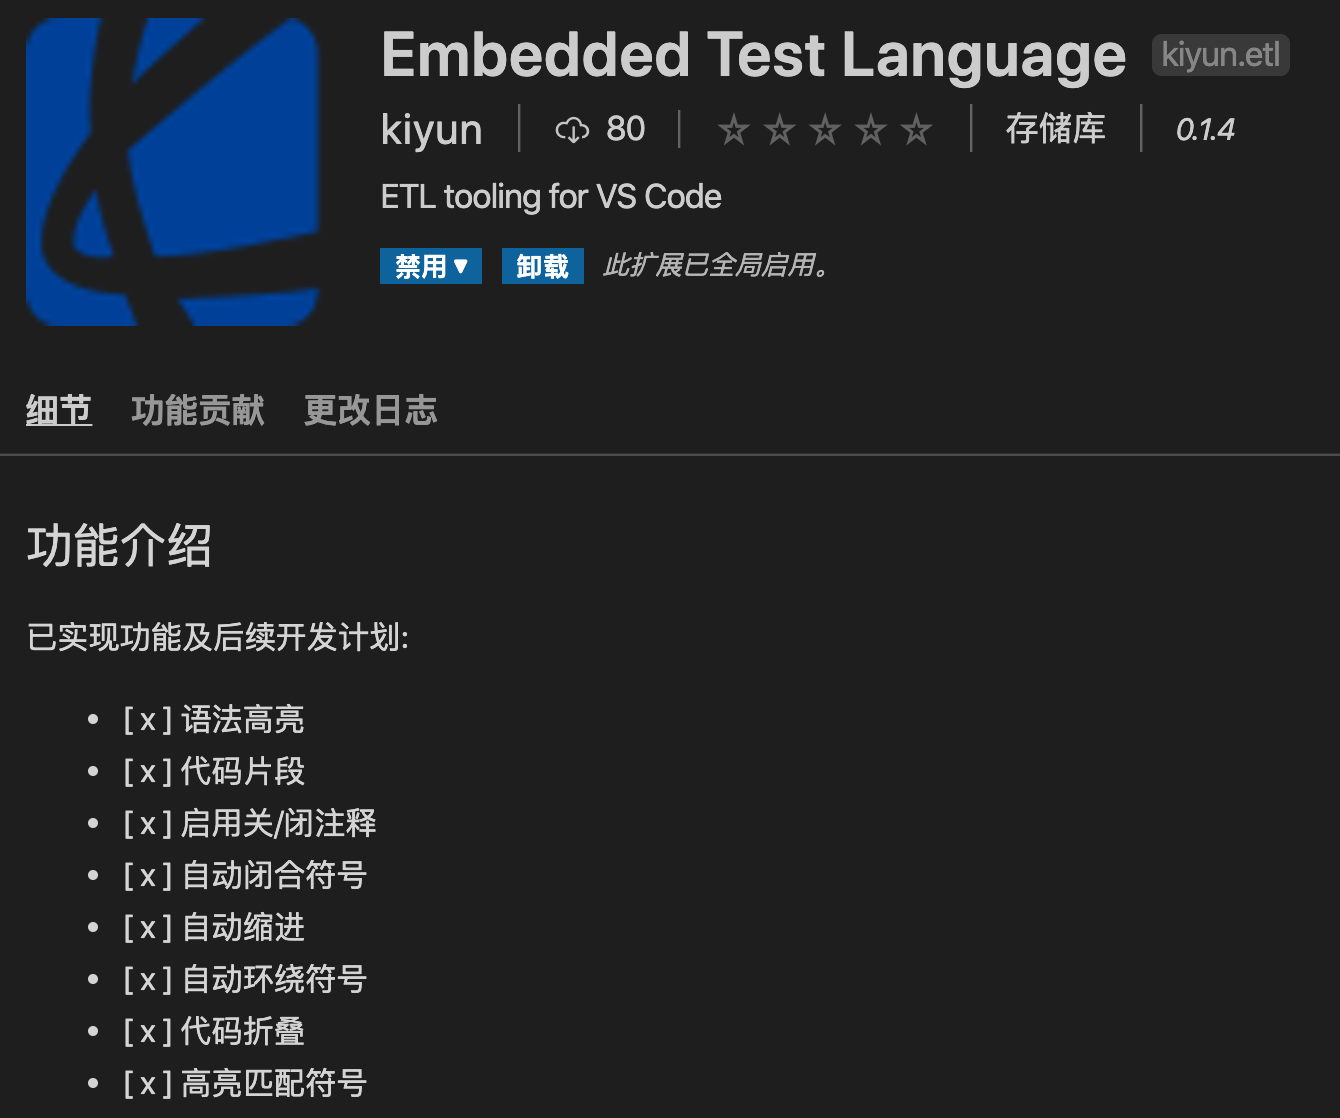 Embedded Test Language kiyun.etl
kiyun 80 ☆☆☆☆☆ 存储库 0.1.4
ETL tooling for VS Code
禁用▼ 卸载 此扩展已全局启用。
细节 功能贡献 更改日志
功能介绍
已实现功能及后续开发计划:
• [ x ] 语法高亮
• [ x ] 代码片段
• [ x ] 启用关/闭注释
• [ x ] 自动闭合符号
• [ x ] 自动缩进
• [ x ] 自动环绕符号
• [ x ] 代码折叠
• [ x ] 高亮匹配符号